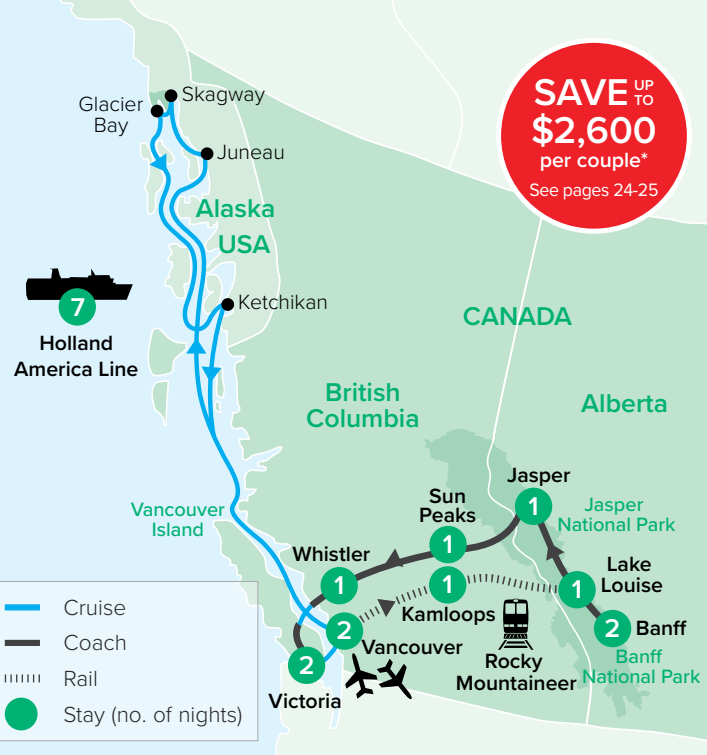 SAVE UP TO
$2,600
per couple*
See pages 24-25
Skagway
Glacier
Bay
Juneau
Alaska
USA
7
Holland
America Line
Ketchikan
CANADA
British
Columbia
Alberta
Jasper
1
Jasper
National Park
Sun
Peaks
1
Vancouver
Island
Whistler
1
1
Kamloops
Lake
Louise
1
2
Banff
Banff
National Park
2
Vancouver
Rocky
Mountaineer
2
Victoria
Cruise
Coach
Rail
Stay (no. of nights)